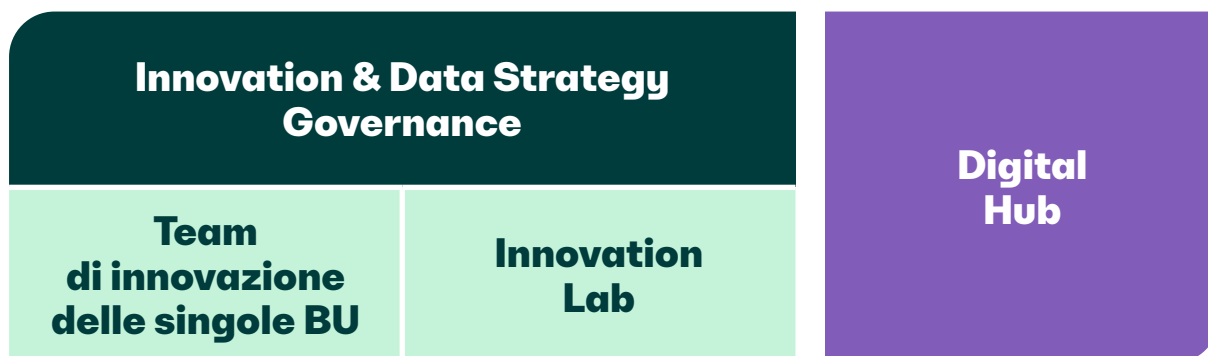 Innovation & Data Strategy
Governance
Team
di innovazione
delle singole BU
Innovation
Lab
Digital
Hub